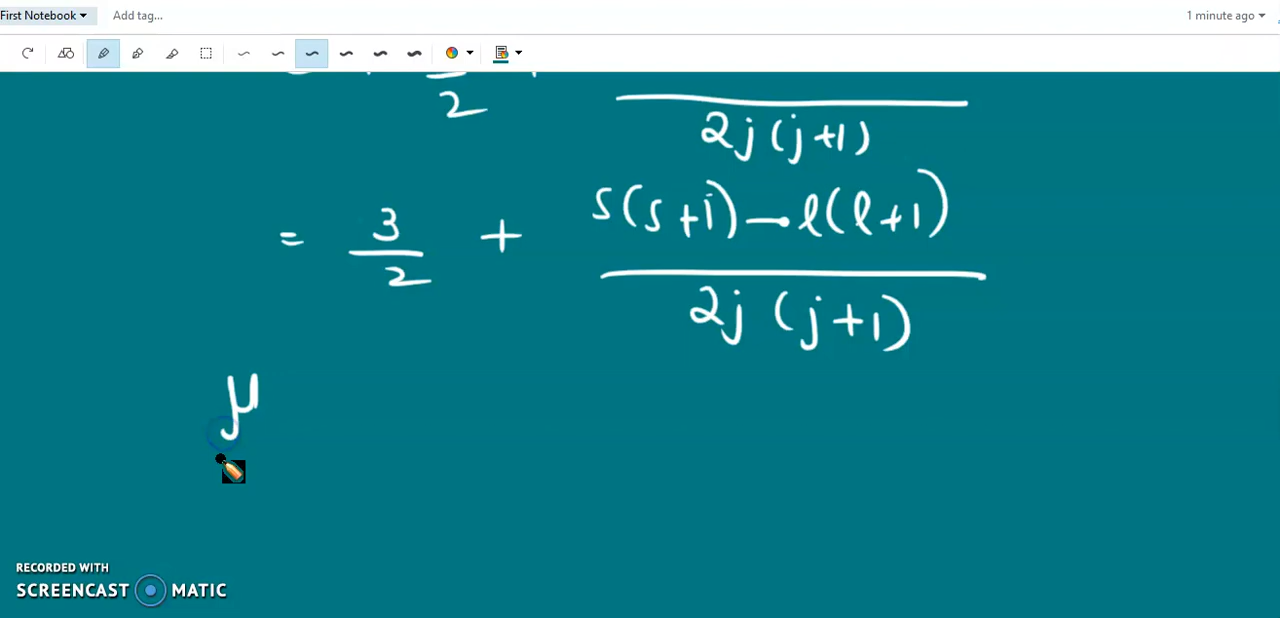 First Notebook Add tag... 1 minute ago
2
2j(j+1)
= 3/2 + s(s+1) - l(l+1) / 2j(j+1)
μ
RECORDED WITH
SCREENCAST MATIC